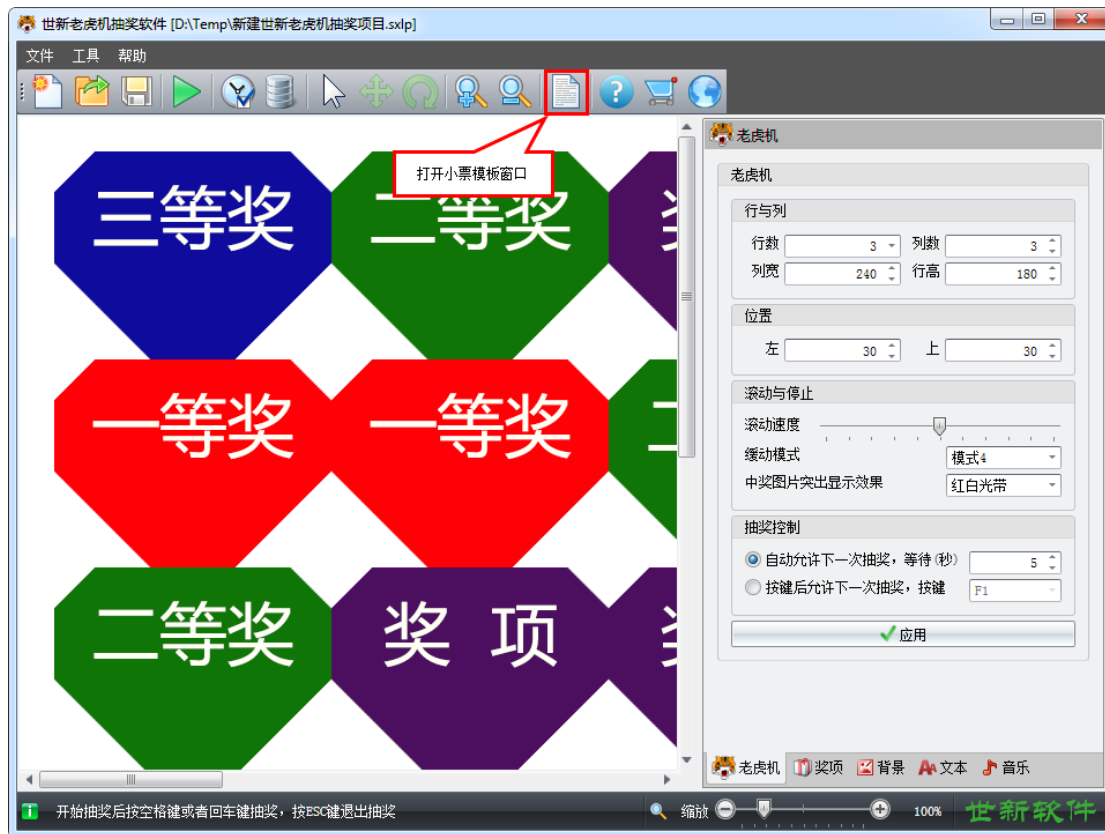 世新老虎机抽奖软件 [D:\Temp\新建世新老虎机抽奖项目.sxlp]
文件 工具 帮助
打开小票模板窗口
三等奖 二等奖 奖
一等奖 一等奖 二
二等奖 奖 项 奖
老虎机
老虎机
行与列
行数 3 列数 3
列宽 240 行高 180
位置
左 30 上 30
滚动与停止
滚动速度
缓动模式 模式4
中奖图片突出显示效果 红白光带
抽奖控制
自动允许下一次抽奖，等待(秒) 5
按键后允许下一次抽奖，按键 F1
应用
老虎机 奖项 背景 文本 音乐
开始抽奖后按空格键或者回车键抽奖，按ESC键退出抽奖 缩放 100% 世新软件